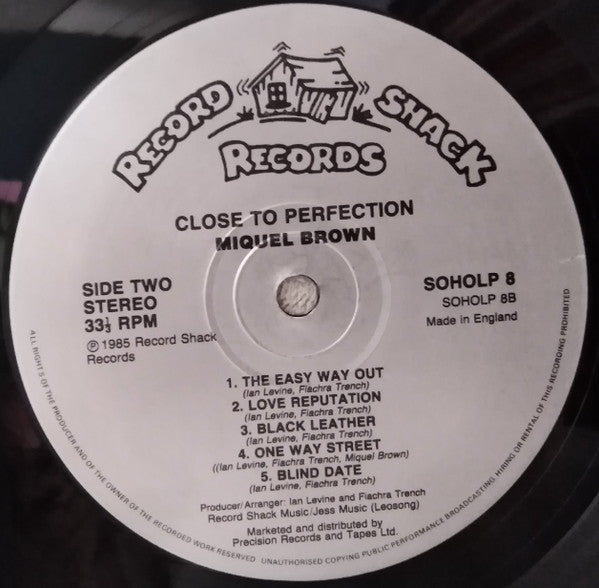 RECORD SHACK
RECORDS
CLOSE TO PERFECTION
MIQUEL BROWN
SIDE TWO
STEREO
33⅓ RPM
℗ 1985 Record Shack
Records
SOHOLP 8
SOHOLP 8B
Made in England
1. THE EASY WAY OUT
(Ian Levine, Fiachra Trench)
2. LOVE REPUTATION
(Ian Levine, Fiachra Trench)
3. BLACK LEATHER
(Ian Levine, Fiachra Trench)
4. ONE WAY STREET
((Ian Levine, Fiachra Trench, Miquel Brown)
5. BLIND DATE
(Ian Levine, Fiachra Trench)
Producer/Arranger: Ian Levine and Fiachra Trench
Record Shack Music/Jess Music (Leosong)
Marketed and distributed by
Precision Records and Tapes Ltd.
ALL RIGHTS OF THE PRODUCER AND OF THE OWNER OF THE RECORDED WORK RESERVED UNAUTHORISED COPYING PUBLIC PERFORMANCE BROADCASTING HIRING OR RENTAL OF THIS RECORDING PROHIBITED